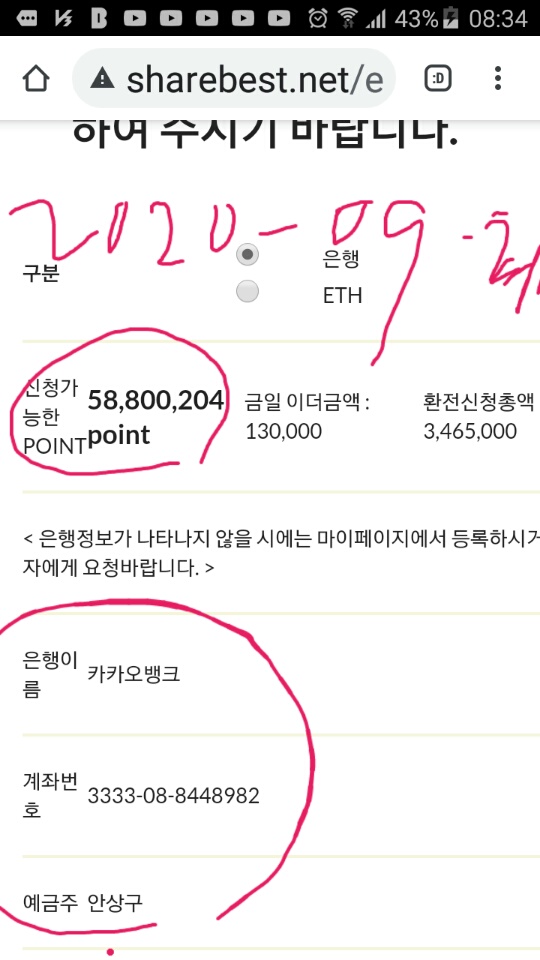 43% 08:34
sharebest.net/e
하여 주시기 바랍니다.
2020-09-
구분
은행
ETH
신청가능한 POINT 58,800,204 point
금일 이더금액 : 130,000
환전신청총액 3,465,000
< 은행정보가 나타나지 않을 시에는 마이페이지에서 등록하시거
자에게 요청바랍니다. >
은행이름 카카오뱅크
계좌번호 3333-08-8448982
예금주 안상구